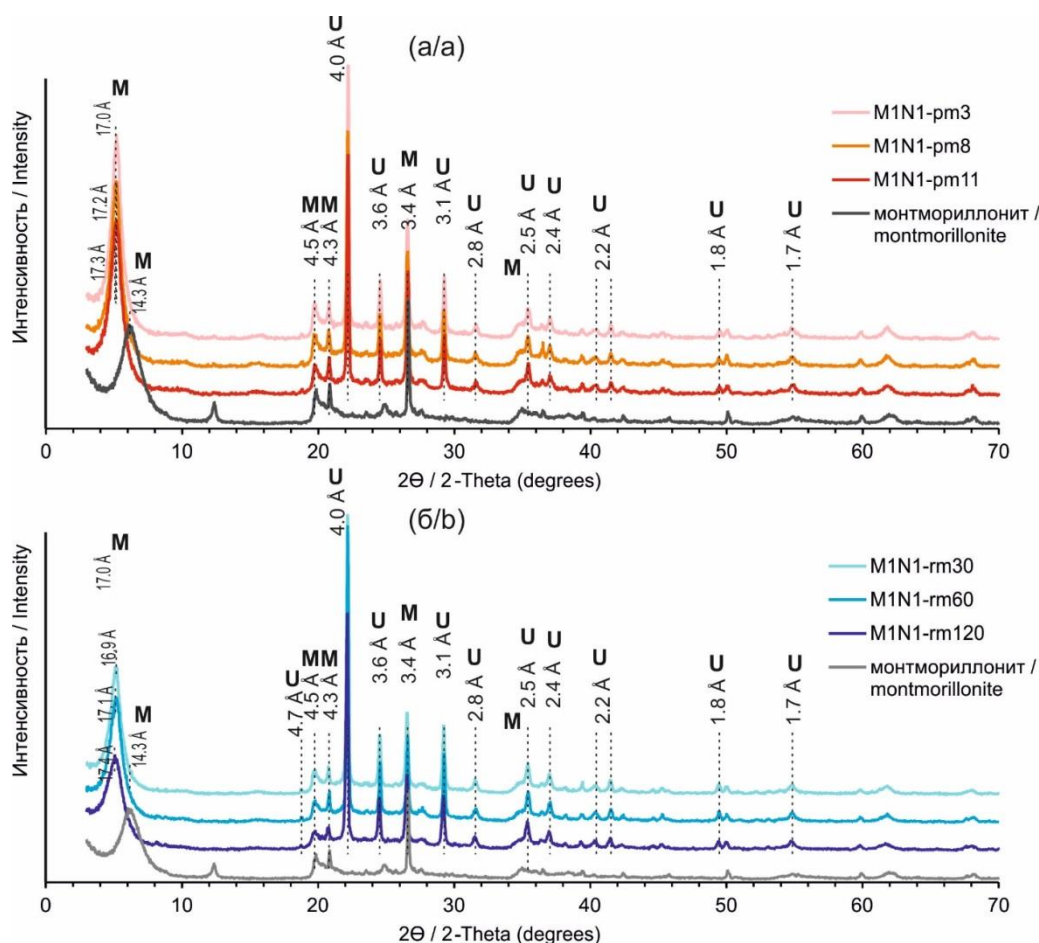 (а/a)
Интенсивность / Intensity
M
17.0 Å
17.2 Å
17.3 Å
14.3 Å
M
M M
4.5 Å
4.3 Å
4.0 Å U
U
3.6 Å
M
3.4 Å
U
3.1 Å
U
2.8 Å
M
U
2.5 Å
U
2.4 Å
U
2.2 Å
U
1.8 Å
U
1.7 Å
M1N1-pm3
M1N1-pm8
M1N1-pm11
монтмориллонит /
montmorillonite
0 10 20 30 40 50 60 70
2Θ / 2-Theta (degrees)
(б/b)
Интенсивность / Intensity
M
17.0 Å
16.9 Å
17.1 Å
17.4 Å
14.3 Å
M
4.7 Å U
M M
4.5 Å
4.3 Å
4.0 Å U
U
3.6 Å
M
3.4 Å
U
3.1 Å
U
2.8 Å
M
U
2.5 Å
U
2.4 Å
U
2.2 Å
U
1.8 Å
U
1.7 Å
M1N1-rm30
M1N1-rm60
M1N1-rm120
монтмориллонит /
montmorillonite
0 10 20 30 40 50 60 70
2Θ / 2-Theta (degrees)